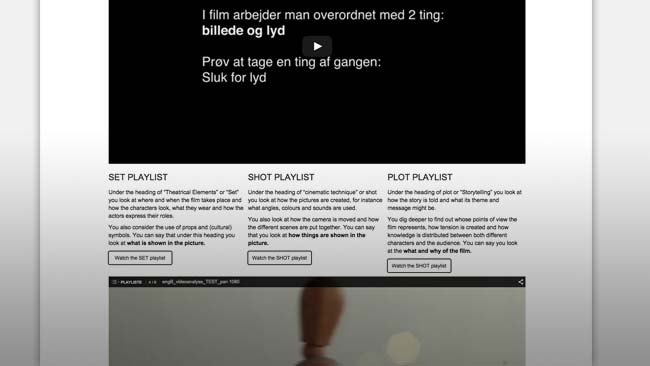 I film arbejder man overordnet med 2 ting:
billede og lyd
Prøv at tage en ting af gangen:
Sluk for lyd
SET PLAYLIST
Under the heading of "Theatrical Elements" or "Set"
you look at where and when the film takes place and
how the characters look, what they wear and how the
actors express their roles.
You also consider the use of props and (cultural)
symbols. You can say that under this heading you
look at what is shown in the picture.
Watch the SET playlist
SHOT PLAYLIST
Under the heading of "cinematic technique" or shot
you look at how the pictures are created, for instance
what angles, colours and sounds are used.
You also look at how the camera is moved and how
the different scenes are put together. You can say
that you look at how things are shown in the
picture.
Watch the SHOT playlist
PLOT PLAYLIST
Under the heading of plot or "Storytelling" you look at
how the story is told and what its theme and
message might be.
You dig deeper to find out whose points of view the
film represents, how tension is created and how
knowledge is distributed between both different
characters and the audience. You can say you look
at the what and why of the film.
Watch the SHOT playlist
PLAYLISTE